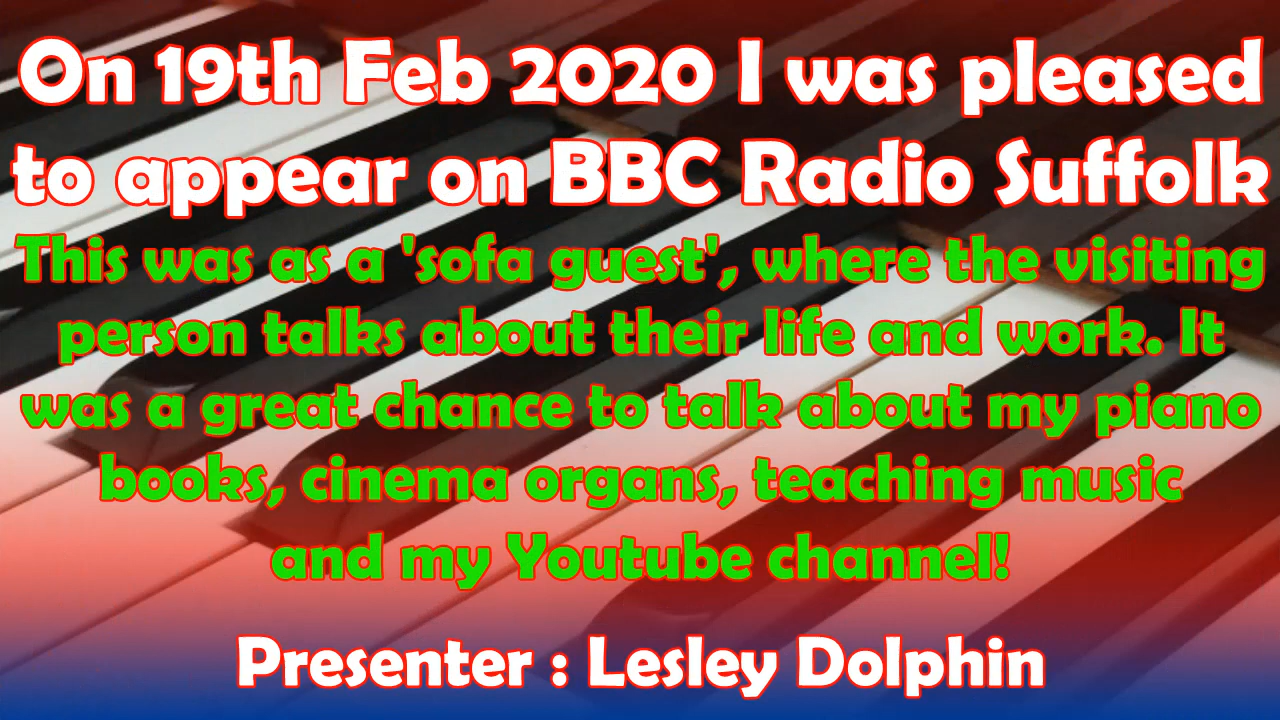 On 19th Feb 2020 I was pleased
to appear on BBC Radio Suffolk
This was as a 'sofa guest', where the visiting
person talks about their life and work. It
was a great chance to talk about my piano
books, cinema organs, teaching music
and my Youtube channel!
Presenter : Lesley Dolphin